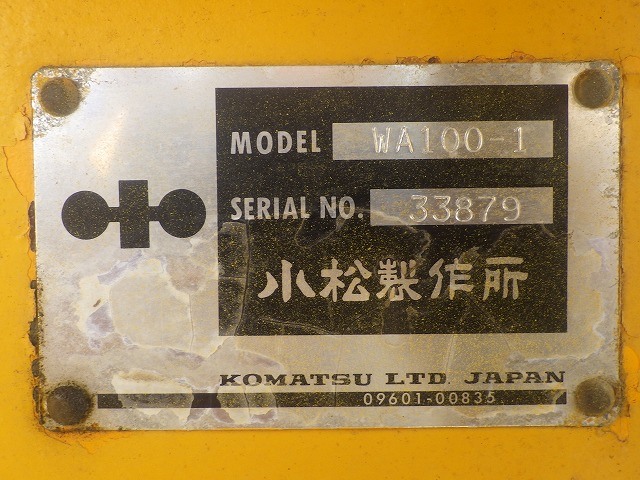 MODEL WA100-1
SERIAL NO. 33879
小松製作所
KOMATSU LTD. JAPAN
09601-00835